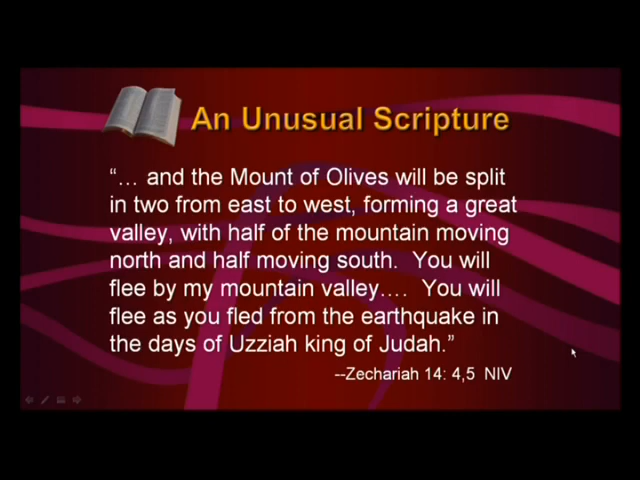 An Unusual Scripture
“… and the Mount of Olives will be split
in two from east to west, forming a great
valley, with half of the mountain moving
north and half moving south.  You will
flee by my mountain valley….  You will
flee as you fled from the earthquake in
the days of Uzziah king of Judah.”
--Zechariah 14: 4,5  NIV